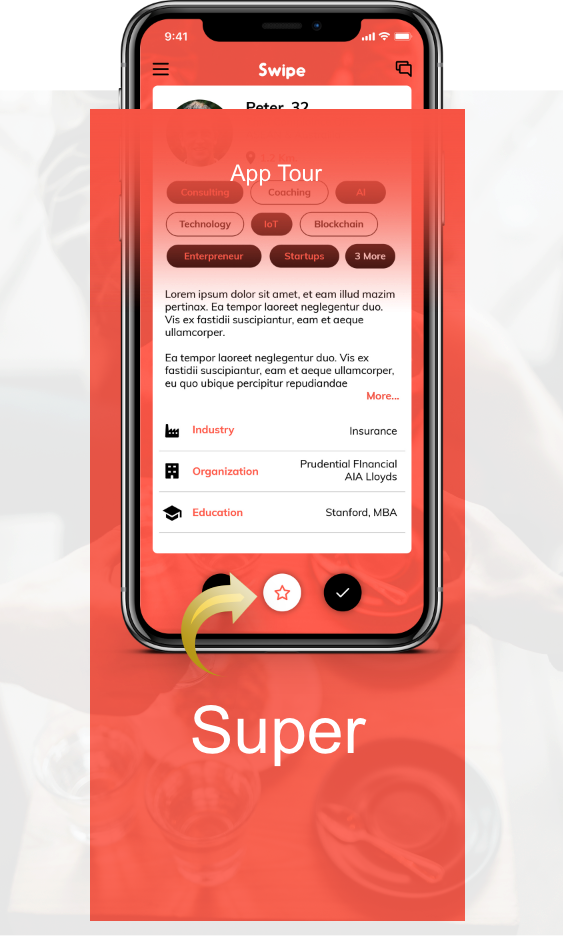 9:41
Swipe
Peter, 32
App Tour
Consulting
Coaching
AI
Technology
IoT
Blockchain
Enterpreneur
Startups
3 More
Lorem ipsum dolor sit amet, et eam illud mazim
pertinax. Ea tempor laoreet neglegentur duo.
Vis ex fastidii suscipiantur, eam et aeque
ullamcorper.
Ea tempor laoreet neglegentur duo. Vis ex
fastidii suscipiantur, eam et aeque ullamcorper,
eu quo ubique percipitur repudiandae
More...
Industry
Insurance
Organization
Prudential FInancial
AIA Lloyds
Education
Stanford, MBA
Super